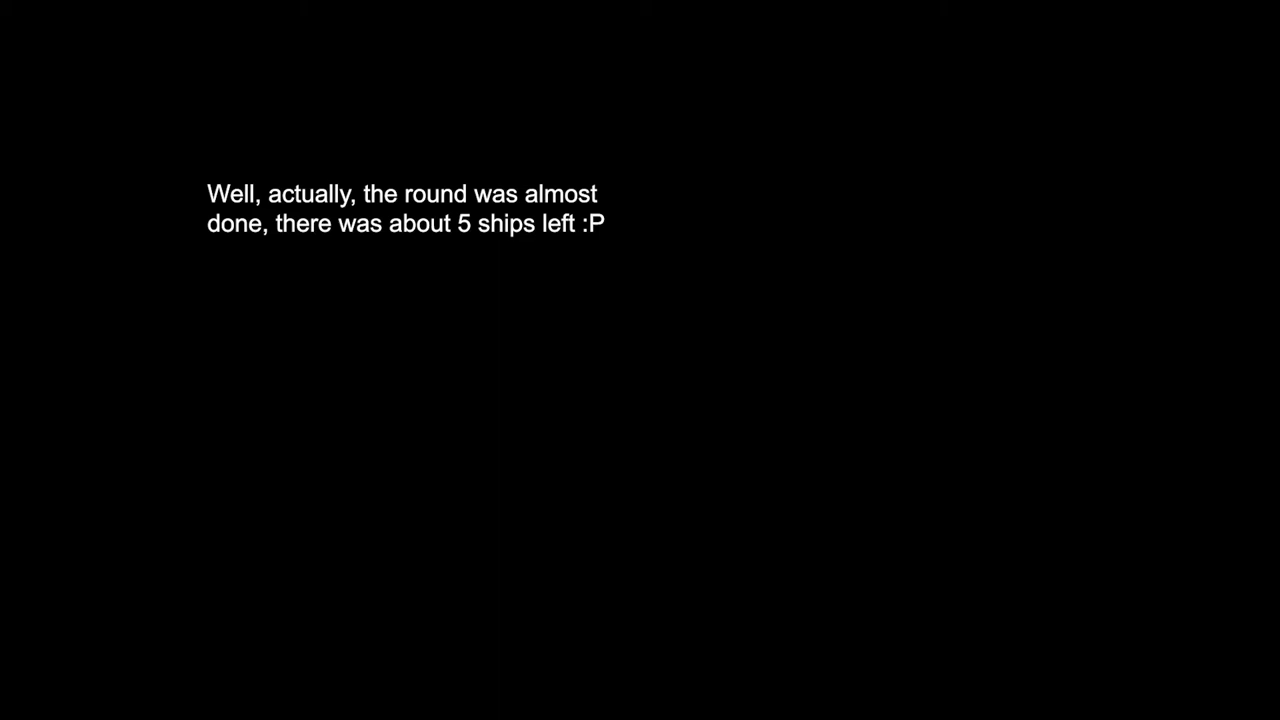 Well, actually, the round was almost
done, there was about 5 ships left :P